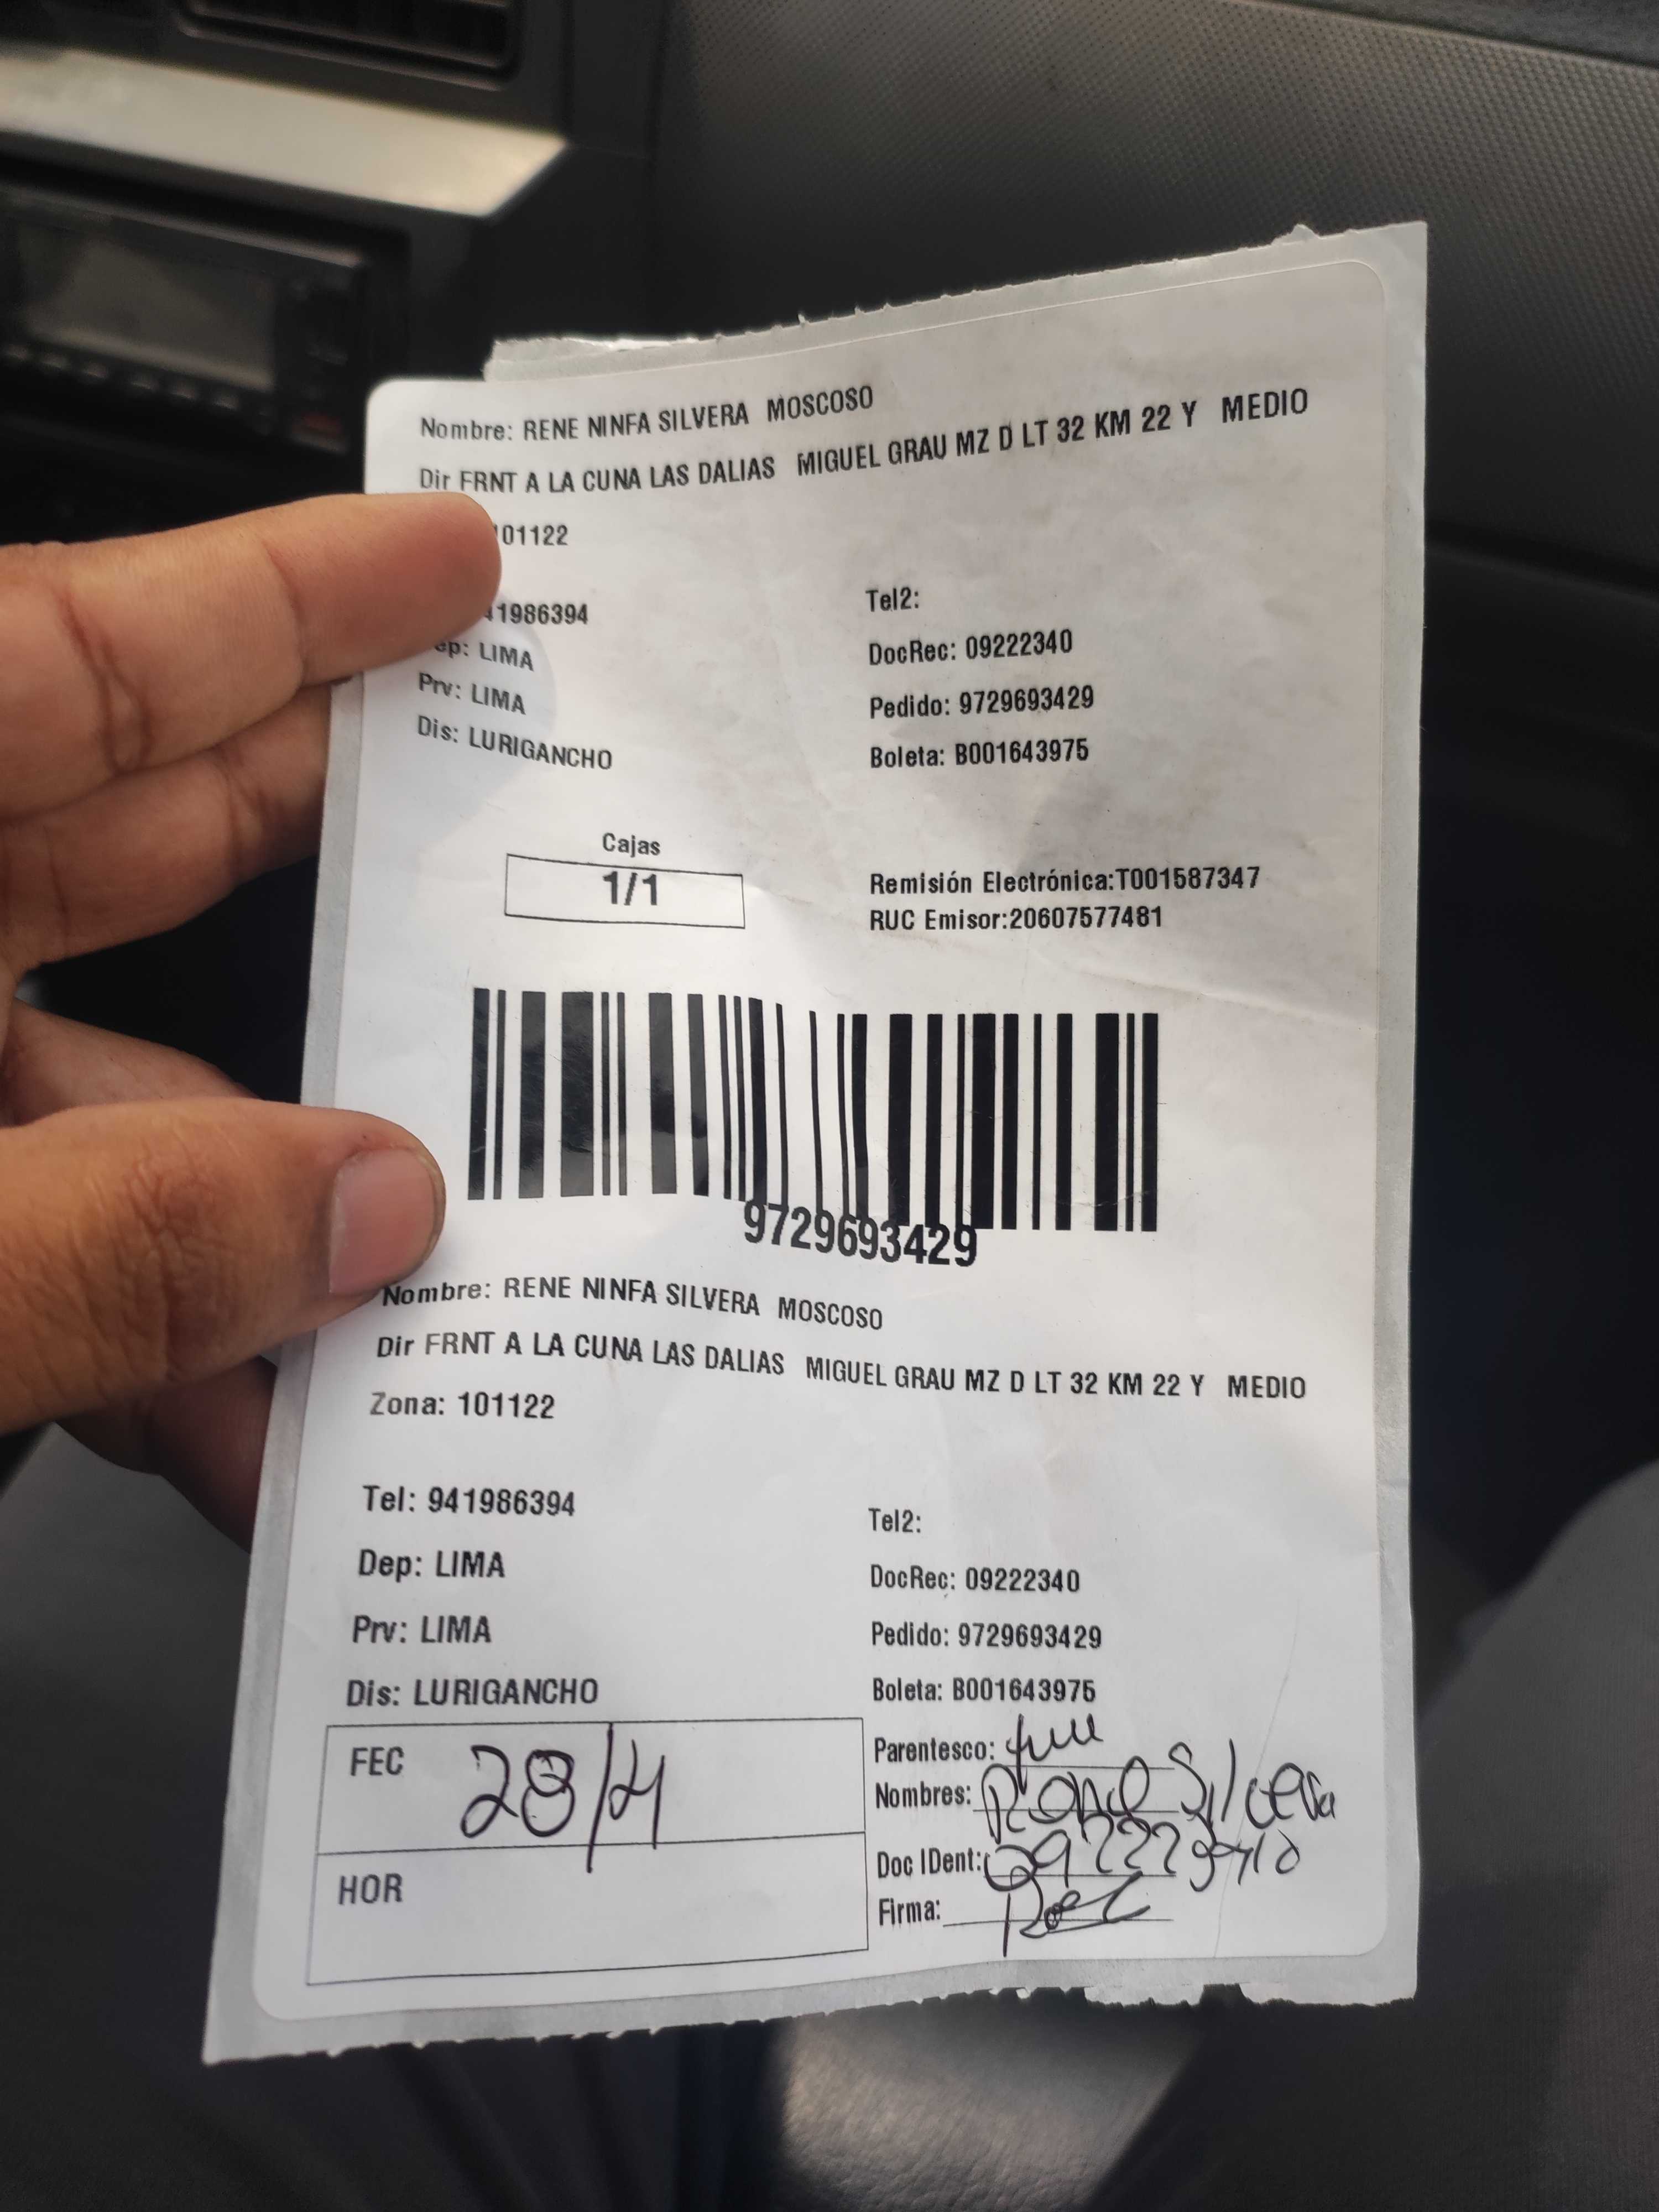 Nombre: RENE NINFA SILVERA MOSCOSO
Dir FRNT A LA CUNA LAS DALIAS MIGUEL GRAU MZ D LT 32 KM 22 Y MEDIO
101122
1986394
Tel2:
ep: LIMA
DocRec: 09222340
Prv: LIMA
Pedido: 9729693429
Dis: LURIGANCHO
Boleta: B001643975
Cajas
1/1
Remisión Electrónica:T001587347
RUC Emisor:20607577481
9729693429
Nombre: RENE NINFA SILVERA MOSCOSO
Dir FRNT A LA CUNA LAS DALIAS MIGUEL GRAU MZ D LT 32 KM 22 Y MEDIO
Zona: 101122
Tel: 941986394
Tel2:
Dep: LIMA
DocRec: 09222340
Prv: LIMA
Pedido: 9729693429
Dis: LURIGANCHO
Boleta: B001643975
FEC 28/4
HOR
Parentesco:
Nombres: Silvera
Doc IDent:
Firma: